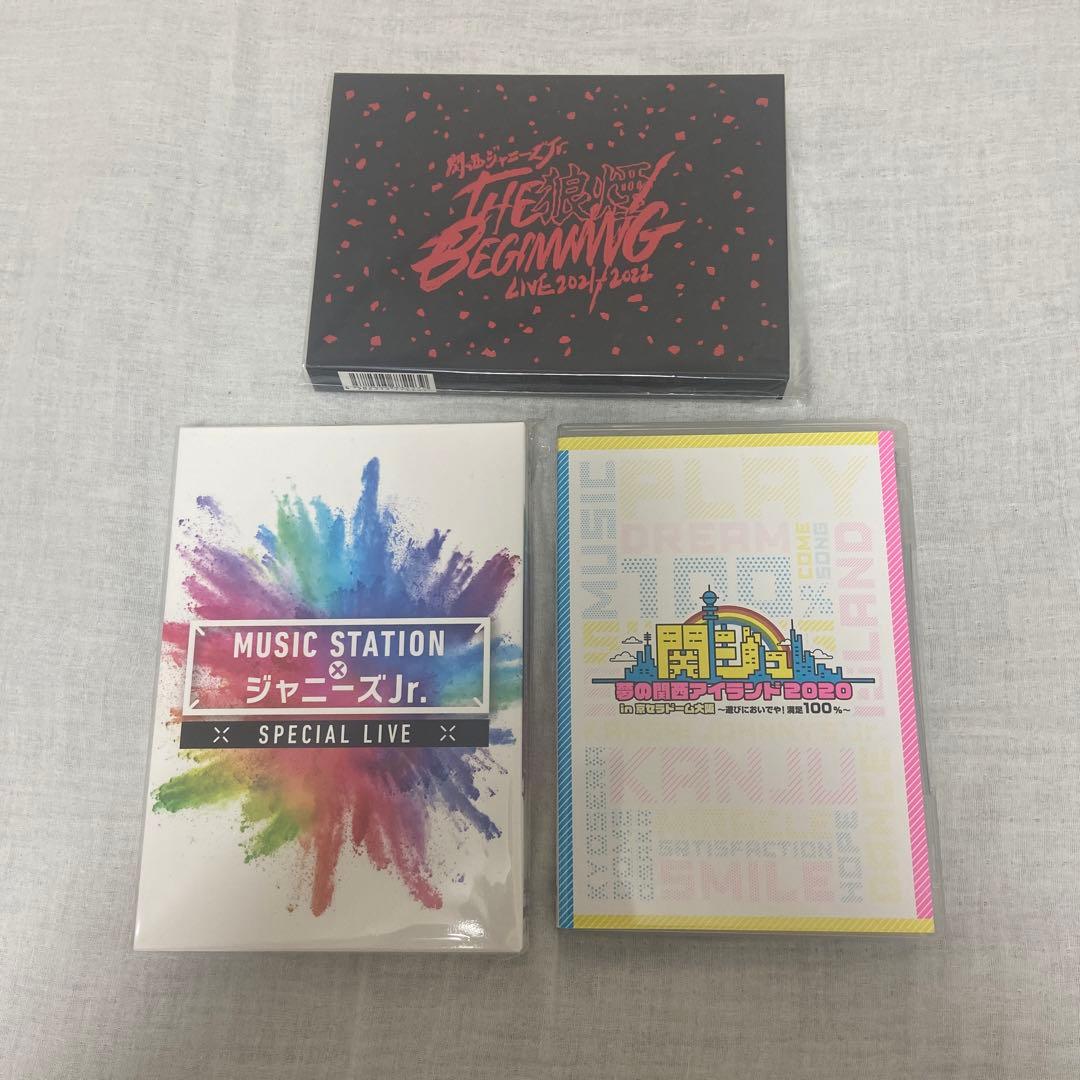 関西ジャニーズJr.
THE 狼煙
BEGINNING
LIVE 2021/2022
MUSIC STATION
×
ジャニーズJr.
SPECIAL LIVE
MUSIC
PLAY
DREAM
COME
SONG
100%
ISLAND
関ジュ
夢の関西アイランド2020
in 京セラドーム大阪 ～遊びにおいでや!満足100%～
KANJU
KYOCERA
DOME
SATISFACTION
SMILE
HOPE
DANCE